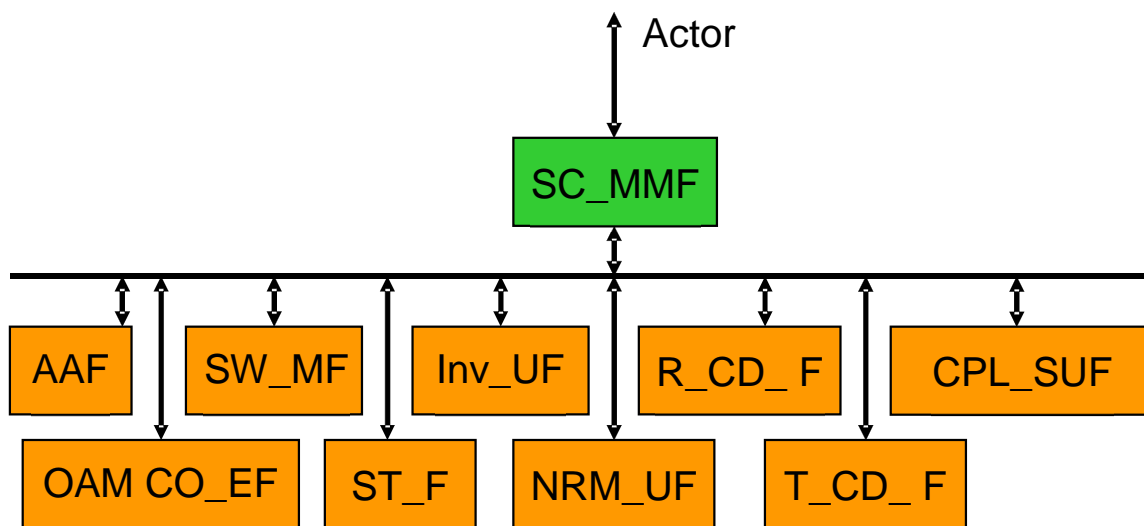 Actor
SC_MMF
AAF
SW_MF
Inv_UF
R_CD_ F
CPL_SUF
OAM CO_EF
ST_F
NRM_UF
T_CD_ F